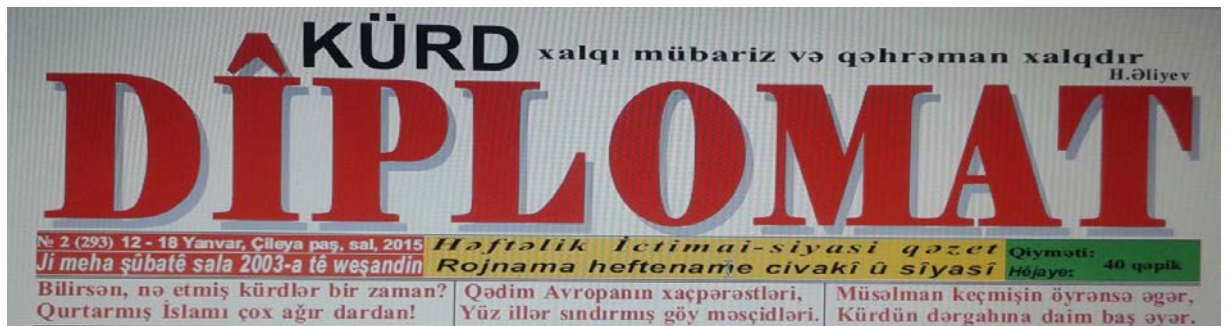 KÜRD xalqı mübariz və qəhrəman xalqdır
H.Əliyev
DÎPLOMAT
№ 2 (293) 12 - 18 Yanvar, Çileya paş, sal, 2015
Ji meha şûbatê sala 2003-a tê weşandin
Həftəlik İctimai-siyasi qəzet
Rojnama heftename civakî û sîyasî
Qiyməti:
Hêjaye: 40 qəpik
Bilirsən, nə etmiş kürdlər bir zaman?
Qurtarmış İslamı çox ağır dardan!
Qədim Avropanın xaçpərəstləri,
Yüz illər sındırmış göy məsçidləri.
Müsəlman keçmişin öyrənsə əgər,
Kürdün dərgahına daim baş əyər.